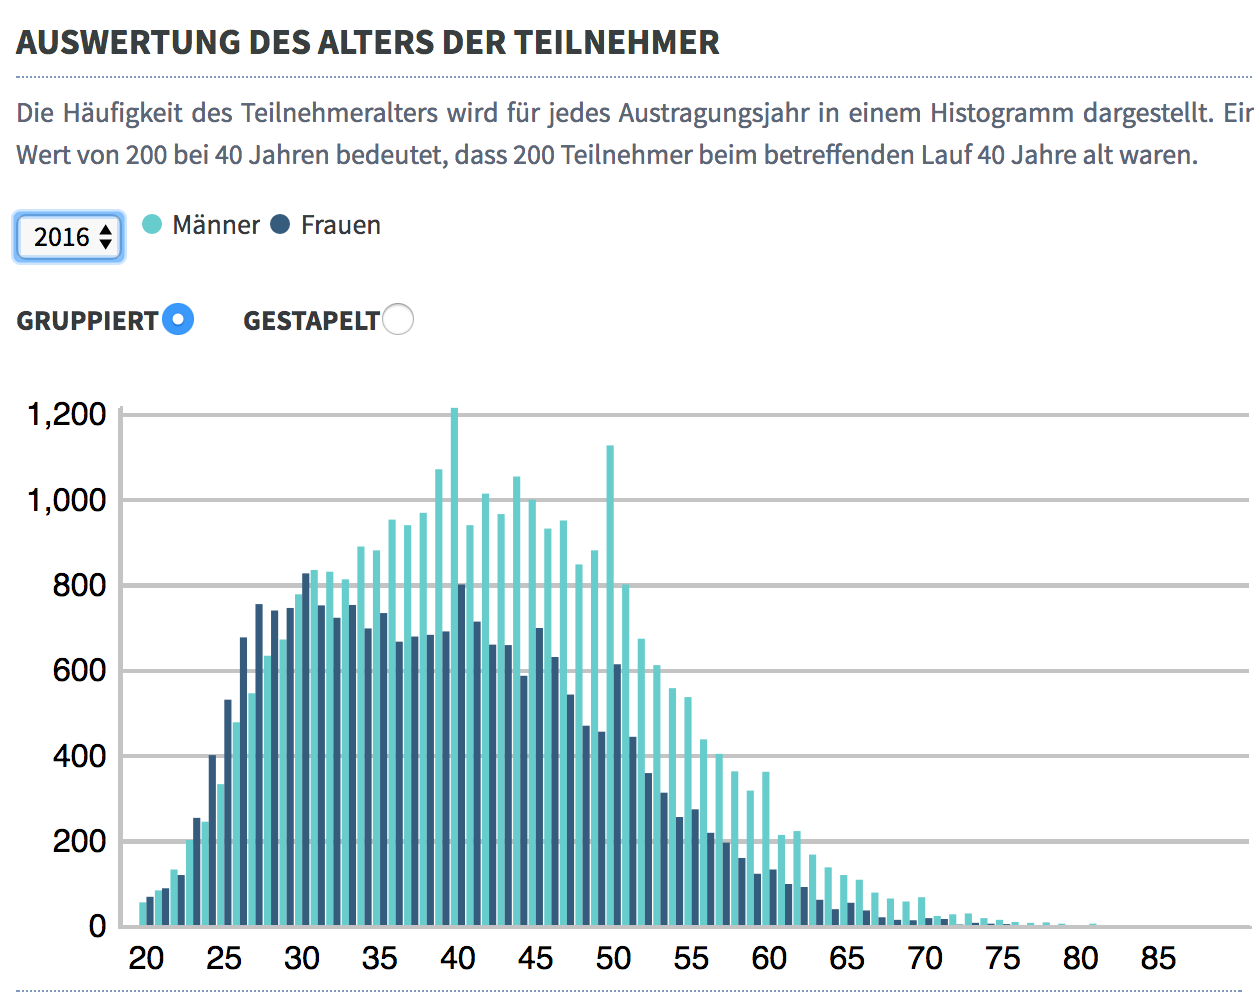 AUSWERTUNG DES ALTERS DER TEILNEHMER
Die Häufigkeit des Teilnehmeralters wird für jedes Austragungsjahr in einem Histogramm dargestellt. Ein
Wert von 200 bei 40 Jahren bedeutet, dass 200 Teilnehmer beim betreffenden Lauf 40 Jahre alt waren.
2016 Männer Frauen
GRUPPIERT GESTAPELT
1,200
1,000
800
600
400
200
0
20 25 30 35 40 45 50 55 60 65 70 75 80 85